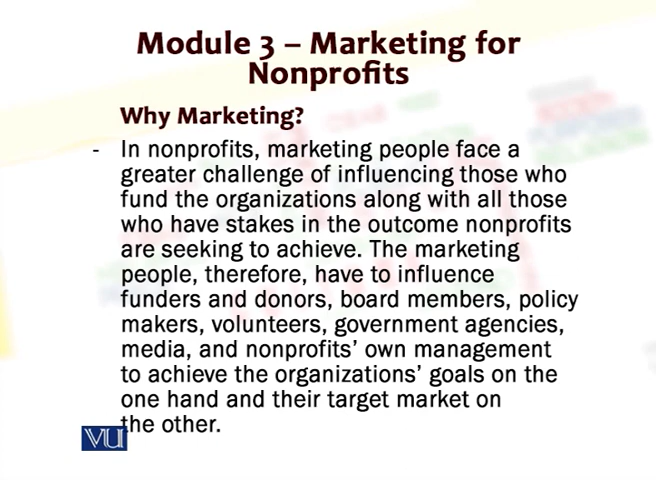 Module 3 – Marketing for
Nonprofits
Why Marketing?
- In nonprofits, marketing people face a
greater challenge of influencing those who
fund the organizations along with all those
who have stakes in the outcome nonprofits
are seeking to achieve. The marketing
people, therefore, have to influence
funders and donors, board members, policy
makers, volunteers, government agencies,
media, and nonprofits’ own management
to achieve the organizations’ goals on the
one hand and their target market on
the other.
VU